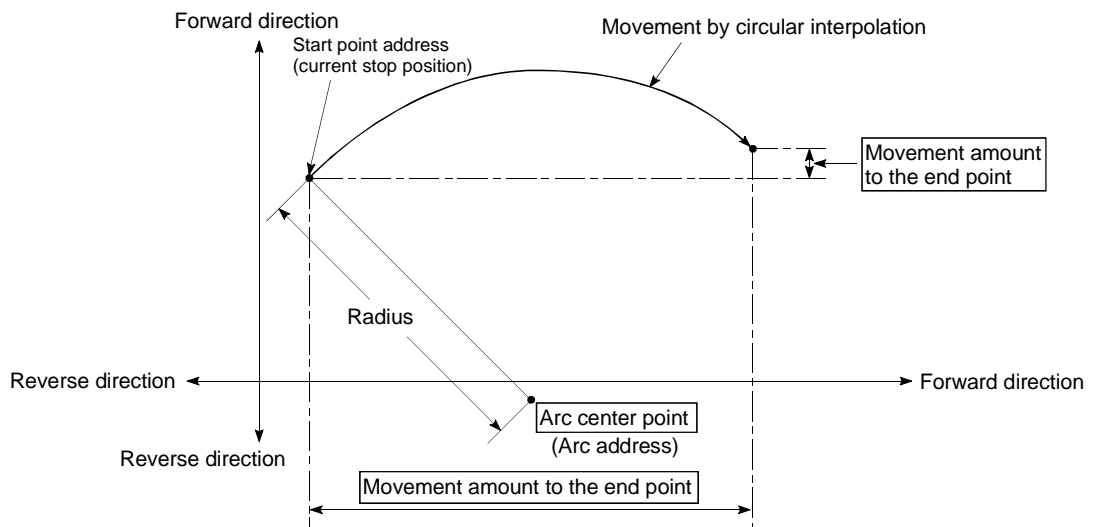 Forward direction
Movement by circular interpolation
Start point address
(current stop position)
Movement amount
to the end point
Radius
Reverse direction
Forward direction
Arc center point
(Arc address)
Reverse direction
Movement amount to the end point